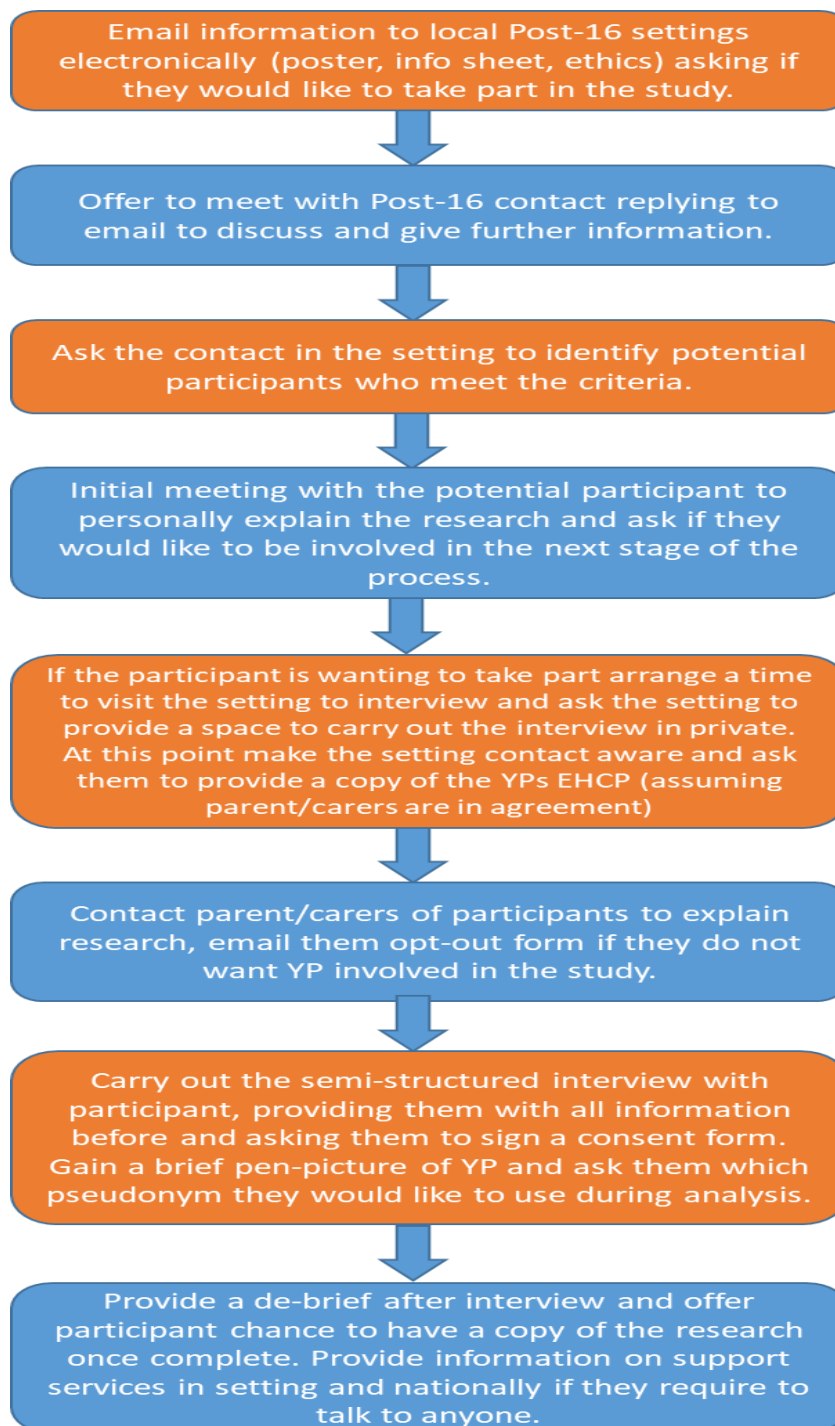 Email information to local Post-16 settings
electronically (poster, info sheet, ethics) asking if
they would like to take part in the study.
Offer to meet with Post-16 contact replying to
email to discuss and give further information.
Ask the contact in the setting to identify potential
participants who meet the criteria.
Initial meeting with the potential participant to
personally explain the research and ask if they
would like to be involved in the next stage of the
process.
If the participant is wanting to take part arrange a time
to visit the setting to interview and ask the setting to
provide a space to carry out the interview in private.
At this point make the setting contact aware and ask
them to provide a copy of the YPs EHCP (assuming
parent/carers are in agreement)
Contact parent/carers of participants to explain
research, email them opt-out form if they do not
want YP involved in the study.
Carry out the semi-structured interview with
participant, providing them with all information
before and asking them to sign a consent form.
Gain a brief pen-picture of YP and ask them which
pseudonym they would like to use during analysis.
Provide a de-brief after interview and offer
participant chance to have a copy of the research
once complete. Provide information on support
services in setting and nationally if they require to
talk to anyone.